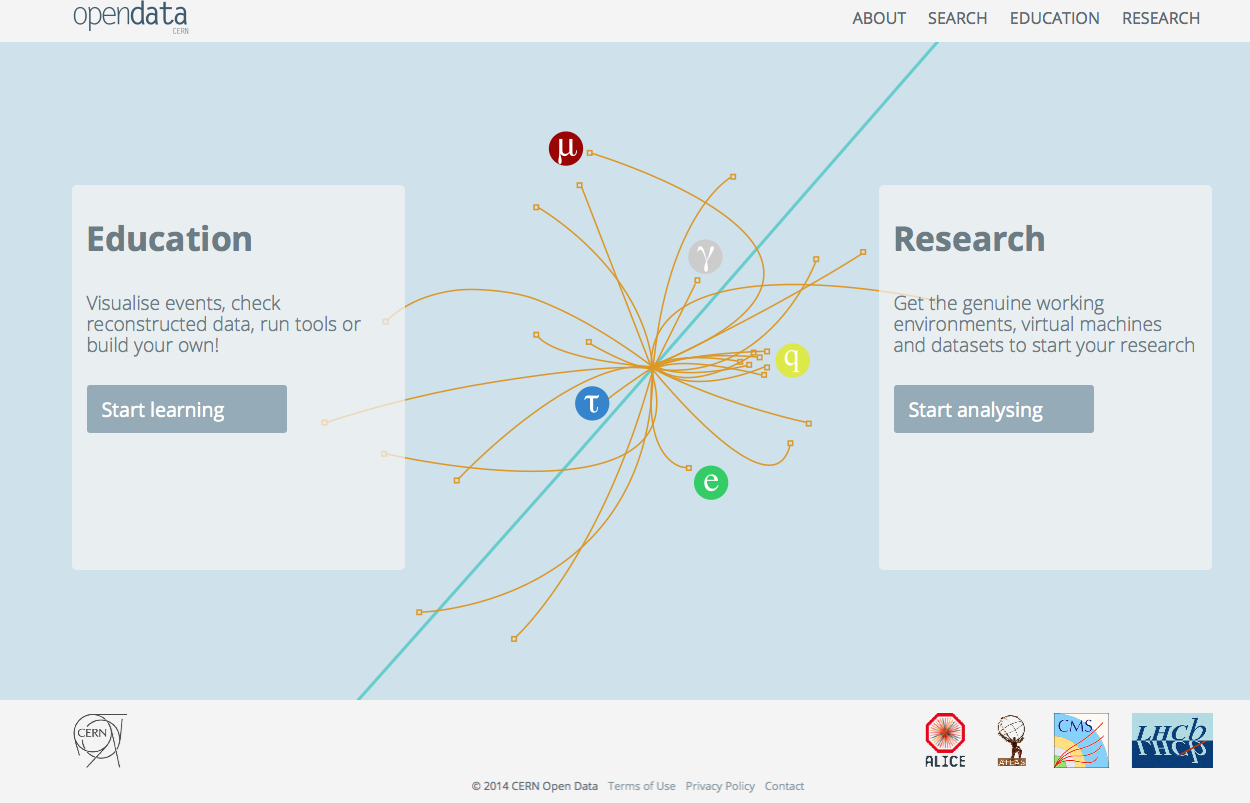 opendata
CERN
ABOUT SEARCH EDUCATION RESEARCH
μ
γ
q
τ
e
Education
Visualise events, check
reconstructed data, run tools or
build your own!
Start learning
Research
Get the genuine working
environments, virtual machines
and datasets to start your research
Start analysing
CERN
ALICE
ATLAS
CMS
LHCb
LHCb
© 2014 CERN Open Data Terms of Use Privacy Policy Contact